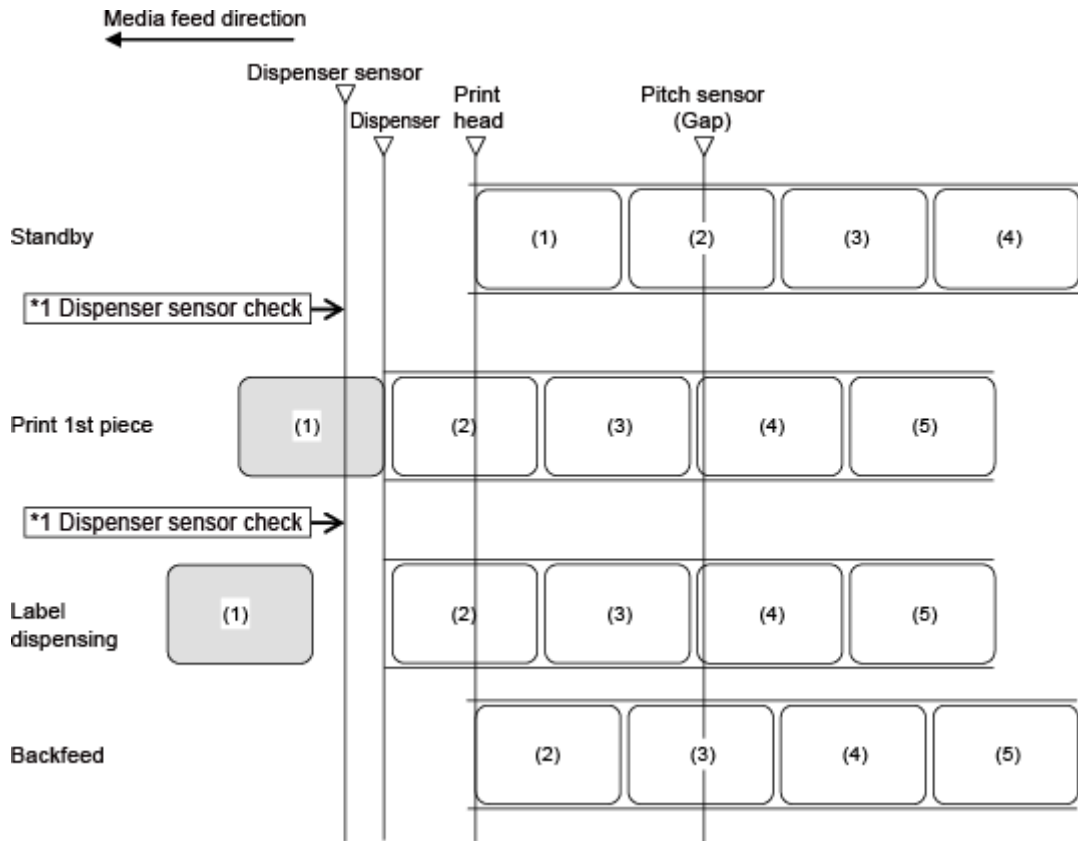 Media feed direction
Dispenser sensor
Dispenser
Print
head
Pitch sensor
(Gap)
Standby
(1)
(2)
(3)
(4)
*1 Dispenser sensor check
Print 1st piece
(1)
(2)
(3)
(4)
(5)
*1 Dispenser sensor check
Label
dispensing
(1)
(2)
(3)
(4)
(5)
Backfeed
(2)
(3)
(4)
(5)